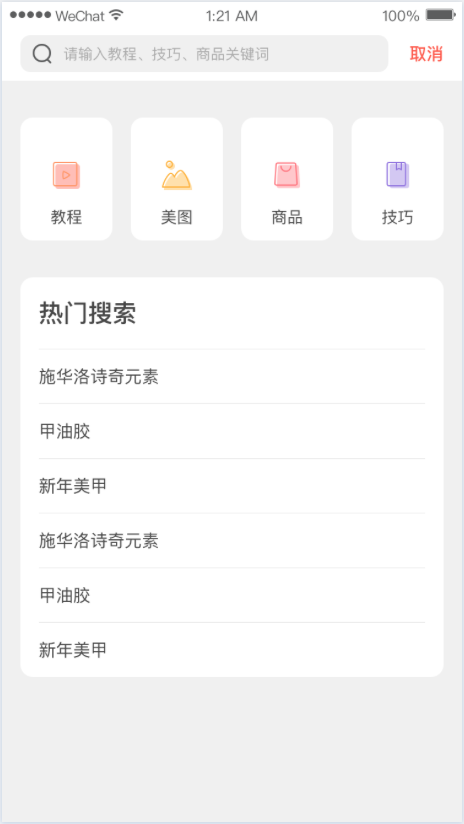 WeChat 1:21 AM 100%
请输入教程、技巧、商品关键词 取消
教程 美图 商品 技巧
热门搜索
施华洛诗奇元素
甲油胶
新年美甲
施华洛诗奇元素
甲油胶
新年美甲